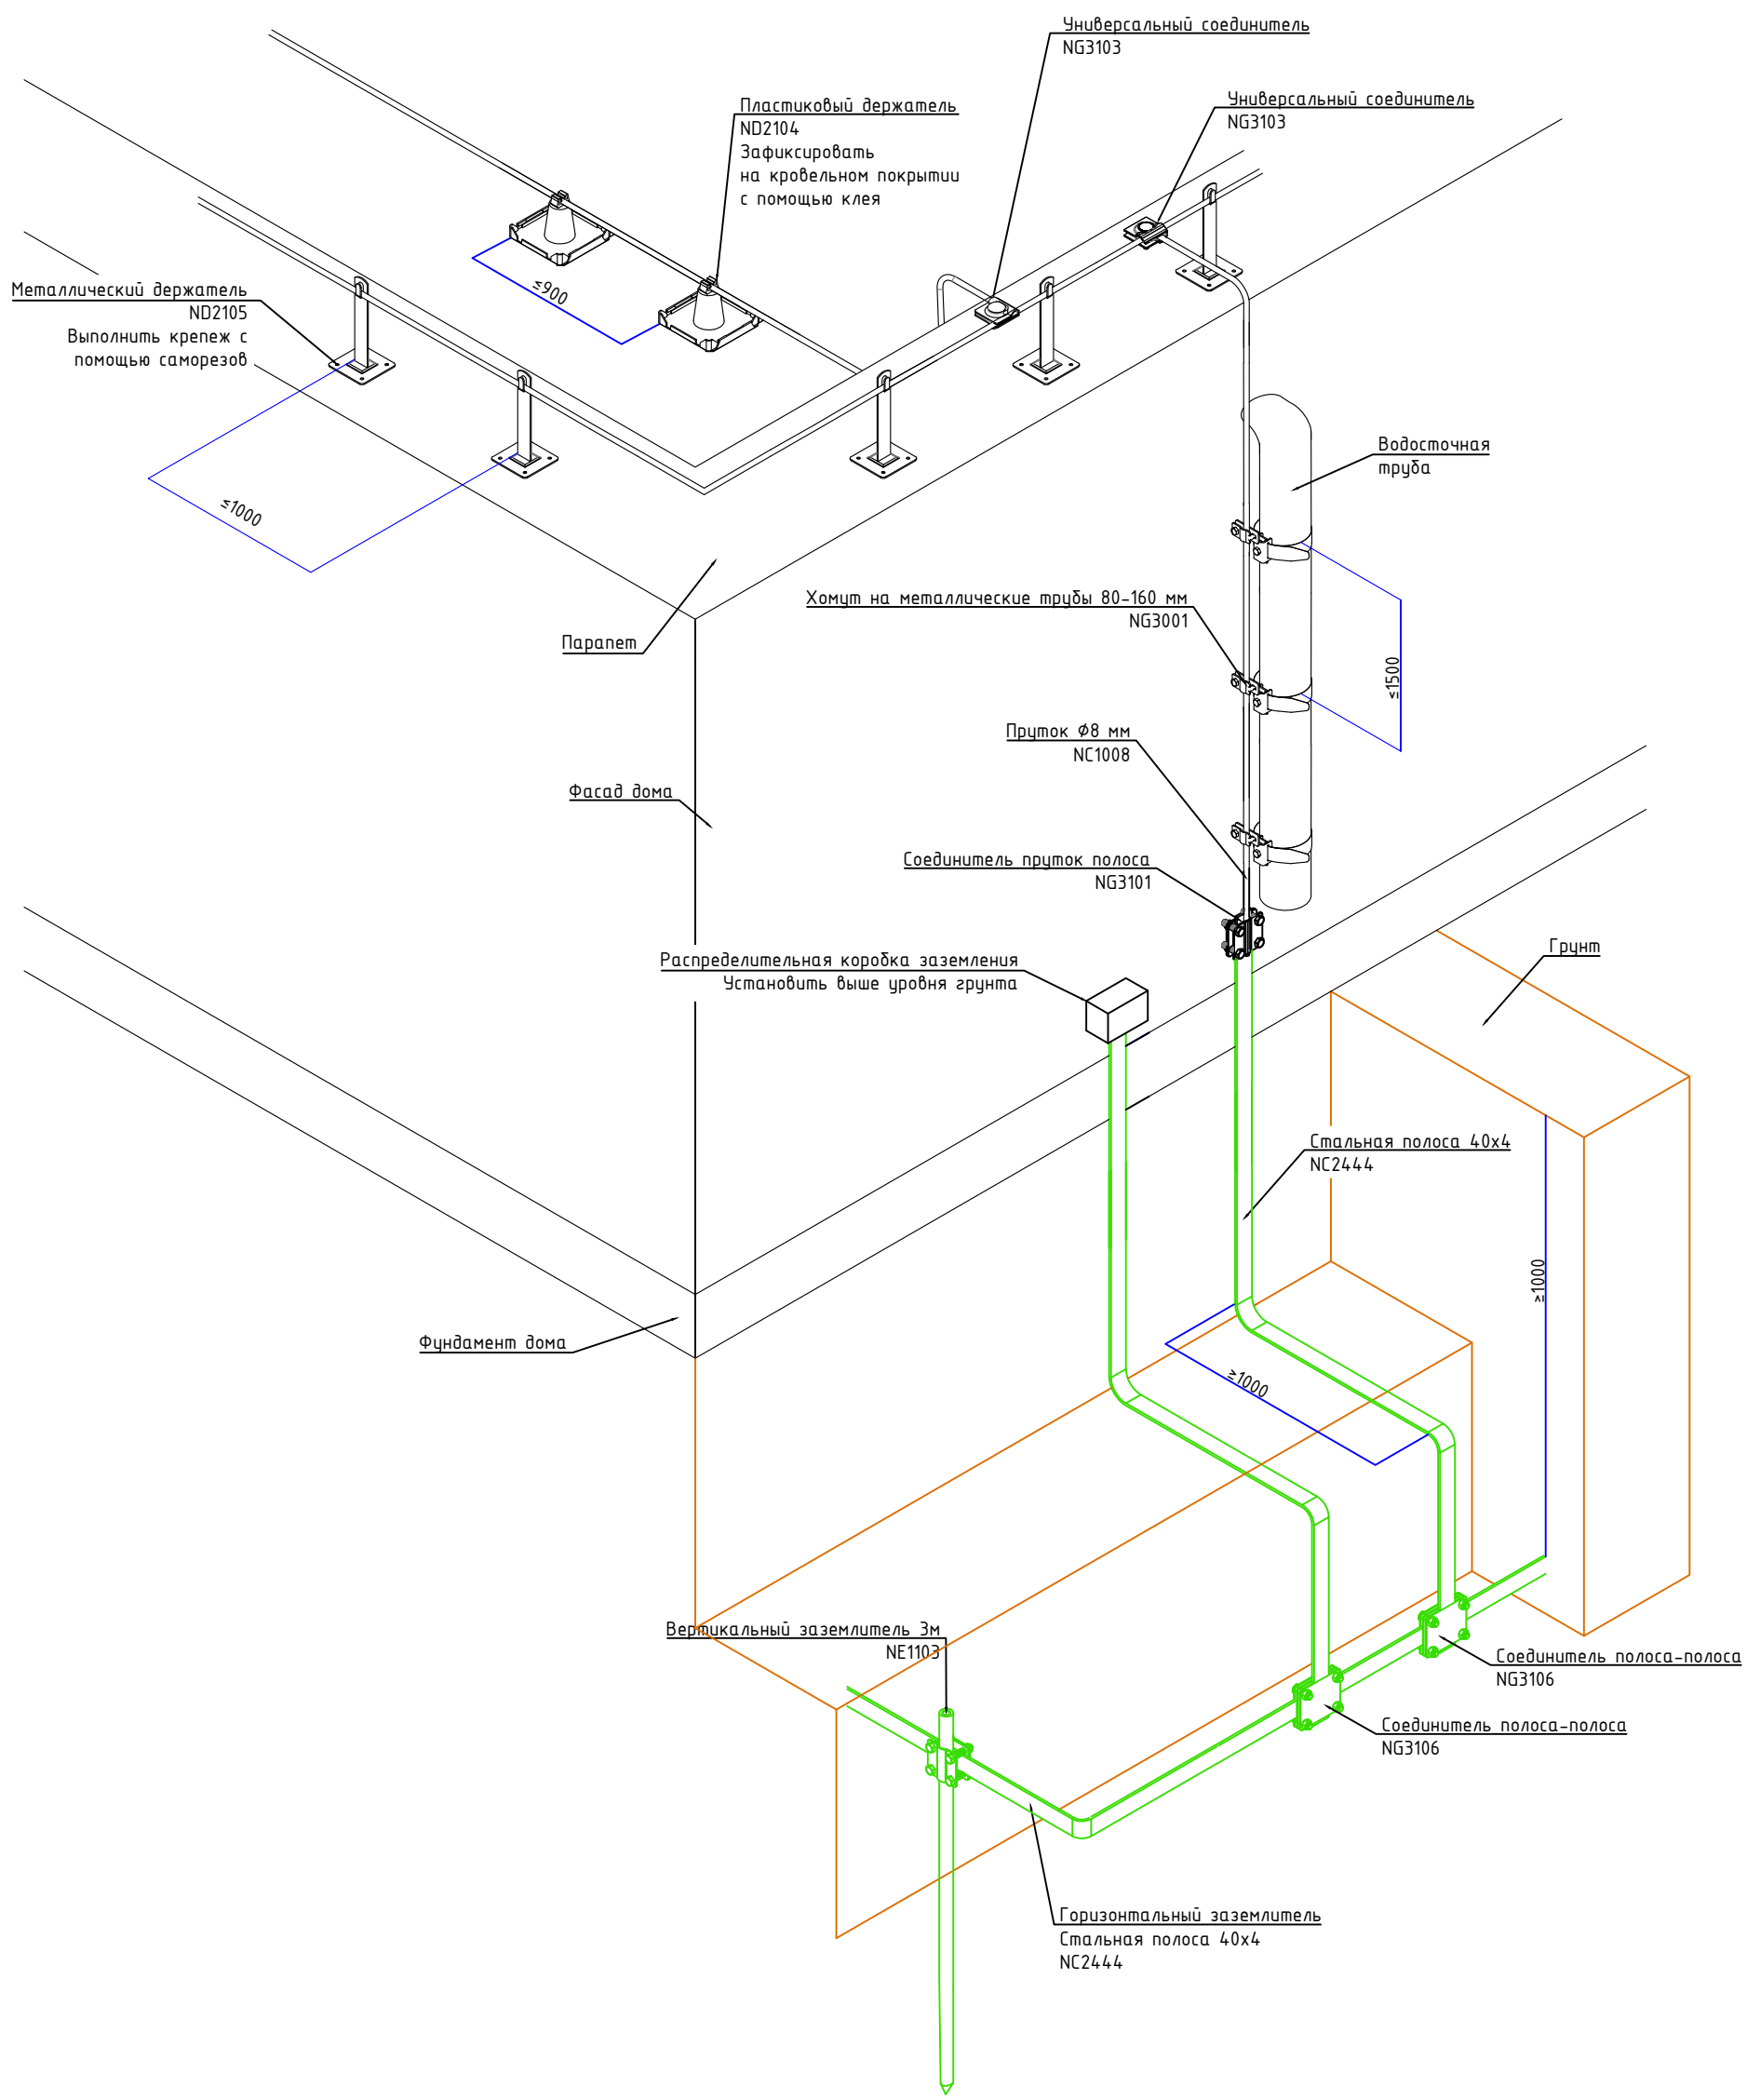 Универсальный соединитель
NG3103
Универсальный соединитель
NG3103
Пластиковый держатель
ND2104
Зафиксировать
на кровельном покрытии
с помощью клея
Металлический держатель
ND2105
Выполнить крепеж с
помощью саморезов
≤900
≤1000
Водосточная
труба
Хомут на металлические трубы 80-160 мм
NG3001
Парапет
≤1500
Пруток Ф8 мм
NC1008
Фасад дома
Соединитель пруток полоса
NG3101
Распределительная коробка заземления
Установить выше уровня грунта
Грунт
Стальная полоса 40х4
NC2444
≥1000
Фундамент дома
≥1000
Вертикальный заземлитель 3м
NE1103
Соединитель полоса-полоса
NG3106
Соединитель полоса-полоса
NG3106
Горизонтальный заземлитель
Стальная полоса 40х4
NC2444